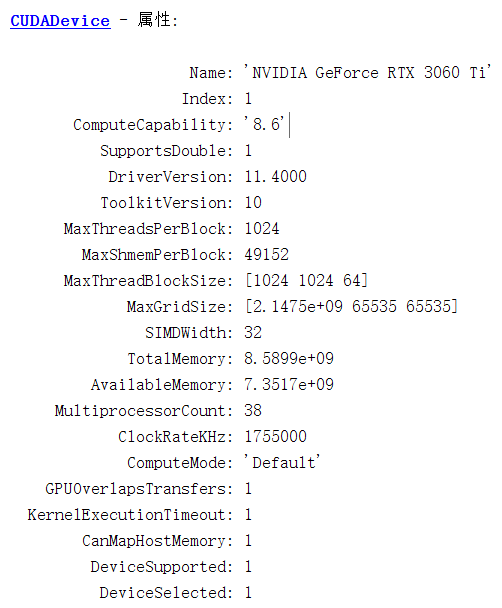 CUDADevice - 属性:
Name: 'NVIDIA GeForce RTX 3060 Ti'
Index: 1
ComputeCapability: '8.6'
SupportsDouble: 1
DriverVersion: 11.4000
ToolkitVersion: 10
MaxThreadsPerBlock: 1024
MaxShmemPerBlock: 49152
MaxThreadBlockSize: [1024 1024 64]
MaxGridSize: [2.1475e+09 65535 65535]
SIMDWidth: 32
TotalMemory: 8.5899e+09
AvailableMemory: 7.3517e+09
MultiprocessorCount: 38
ClockRateKHz: 1755000
ComputeMode: 'Default'
GPUOverlapsTransfers: 1
KernelExecutionTimeout: 1
CanMapHostMemory: 1
DeviceSupported: 1
DeviceSelected: 1